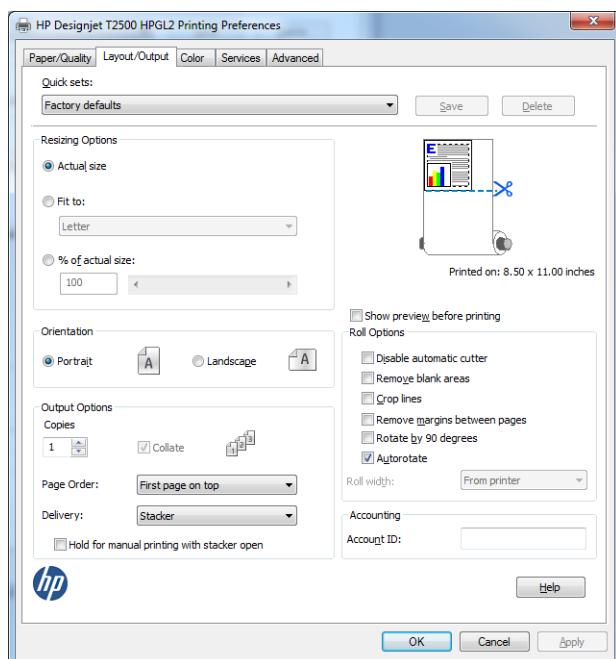 HP Designjet T2500 HPGL2 Printing Preferences
Paper/Quality Layout/Output Color Services Advanced
Quick sets:
Factory defaults Save Delete
Resizing Options
Actual size
Fit to:
Letter
% of actual size:
100
E
Printed on: 8.50 x 11.00 inches
Show preview before printing
Orientation
Portrait A Landscape A
Roll Options
Disable automatic cutter
Remove blank areas
Crop lines
Remove margins between pages
Rotate by 90 degrees
Autorotate
Roll width: From printer
Output Options
Copies
1 Collate 1 2 3
Page Order: First page on top
Delivery: Stacker
Hold for manual printing with stacker open
Accounting
Account ID:
hp
Help
OK Cancel Apply